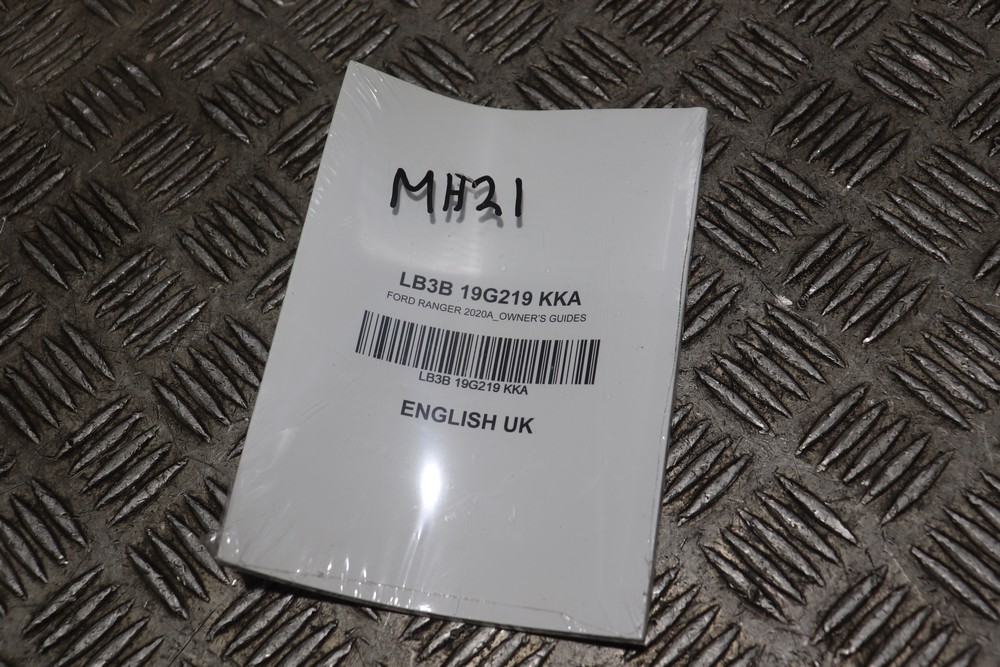 MH21
LB3B 19G219 KKA
FORD RANGER 2020A_OWNER'S GUIDES
LB3B 19G219 KKA
ENGLISH UK